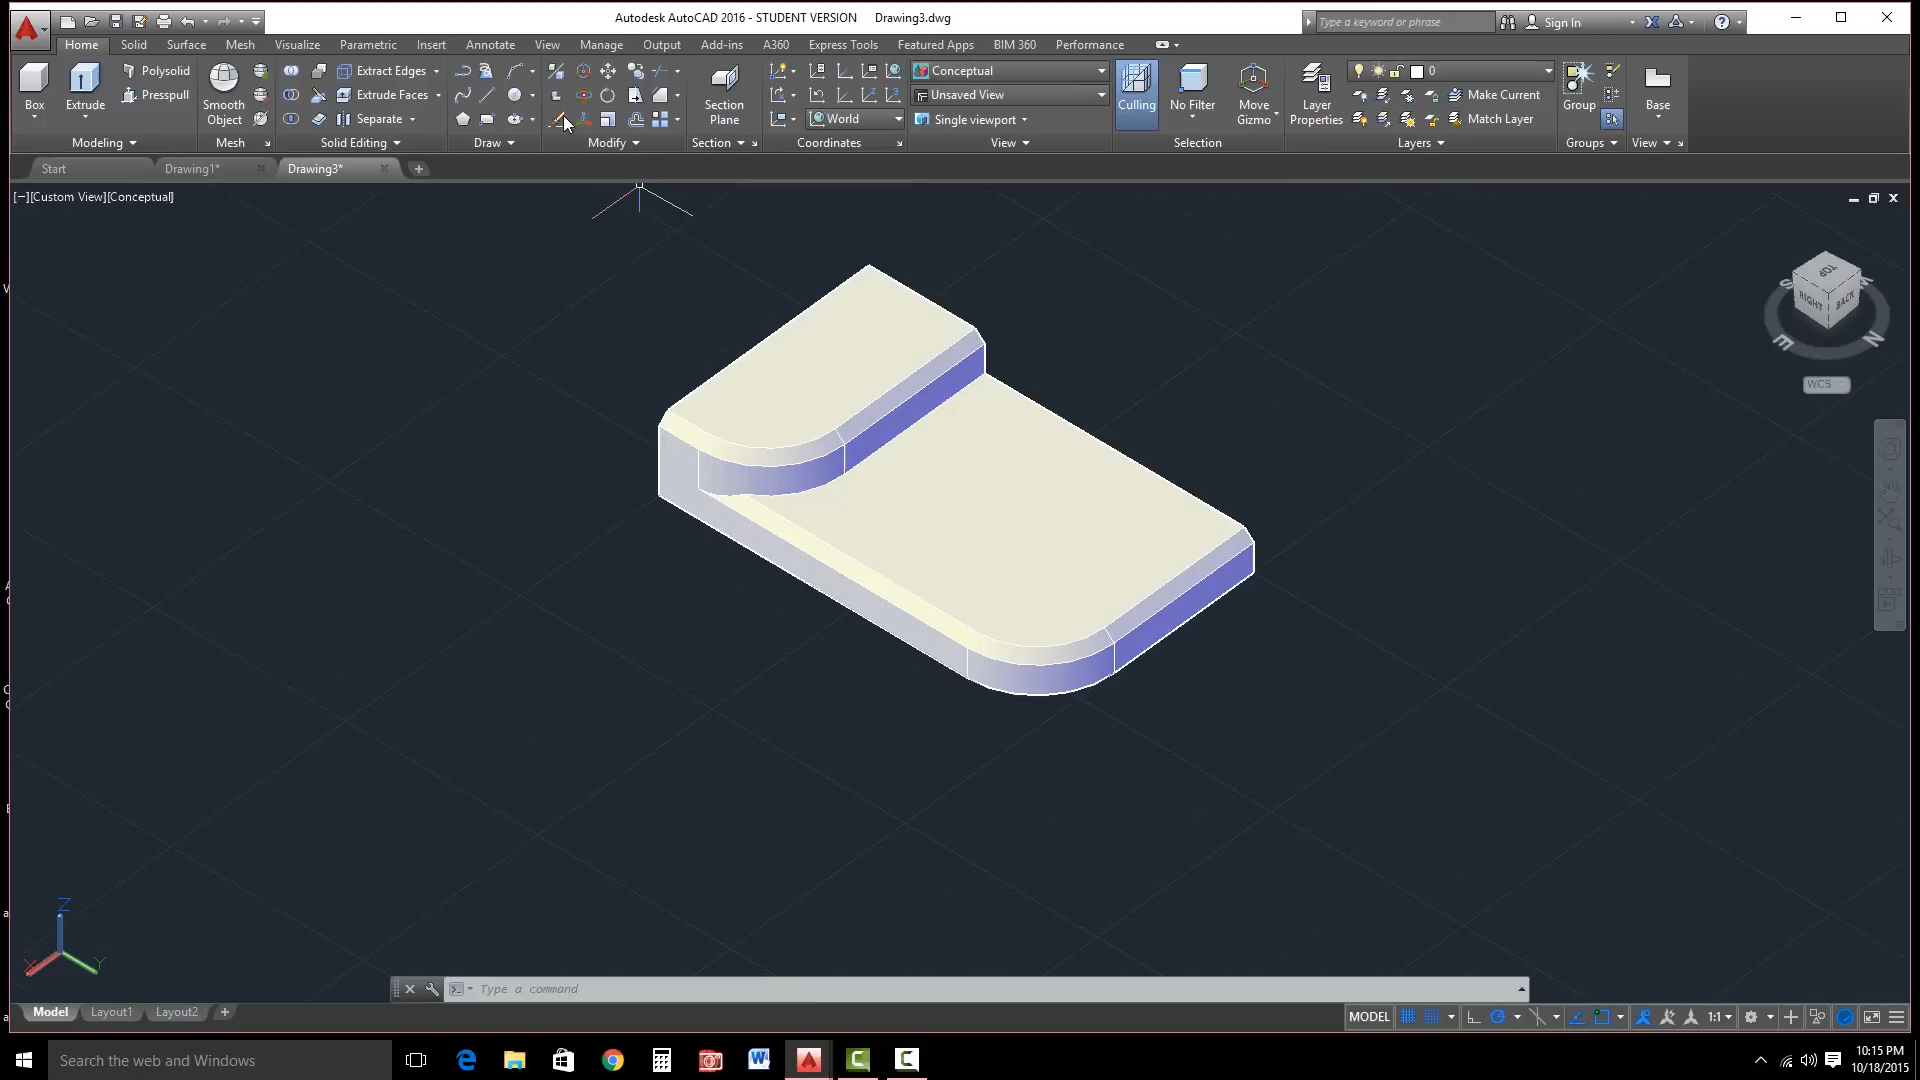 Autodesk AutoCAD 2016 - STUDENT VERSION Drawing3.dwg
Type a keyword or phrase
Sign In
Home Solid Surface Mesh Visualize Parametric Insert Annotate View Manage Output Add-ins A360 Express Tools Featured Apps BIM 360 Performance
Box
Extrude
Polysolid
Presspull
Smooth Object
Extract Edges
Extrude Faces
Separate
Section Plane
World
Conceptual
Unsaved View
Single viewport
Culling
No Filter
Move Gizmo
Layer Properties
0
Make Current
Match Layer
Group
Base
Modeling Mesh Solid Editing Draw Modify Section Coordinates View Selection Layers Groups View
Start Drawing1* Drawing3*
[−][Custom View][Conceptual]
TOP
RIGHT BACK
S
E N
WCS
Z
X Y
Type a command
Model Layout1 Layout2
MODEL 1:1
Search the web and Windows
10:15 PM
10/18/2015